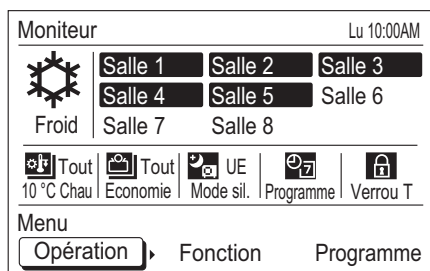 Moniteur Lu 10:00AM
Salle 1 Salle 2 Salle 3
Salle 4 Salle 5 Salle 6
Froid Salle 7 Salle 8
Tout Tout UE 7
10 °C Chau Economie Mode sil. Programme Verrou T
Menu
Opération Fonction Programme